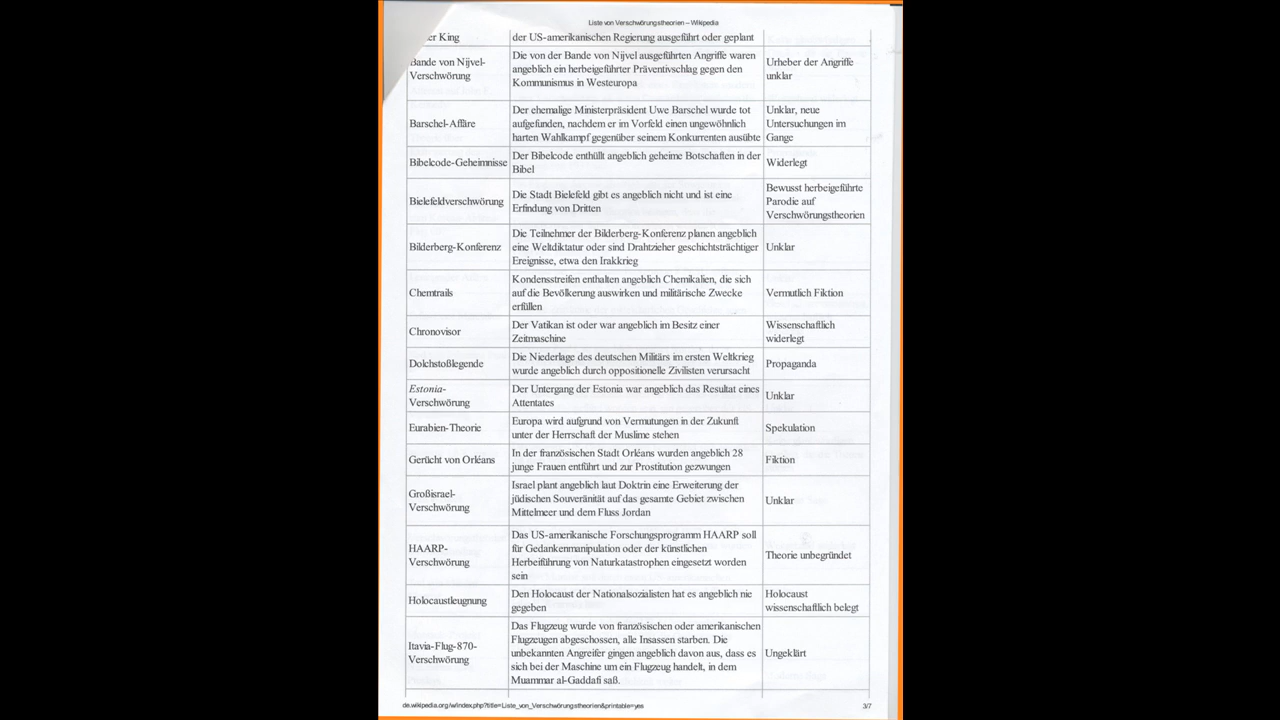 Liste von Verschwörungstheorien – Wikipedia
er King
der US-amerikanischen Regierung ausgeführt oder geplant
Bande von Nijvel-
Verschwörung
Die von der Bande von Nijvel ausgeführten Angriffe waren
angeblich ein herbeigeführter Präventivschlag gegen den
Kommunismus in Westeuropa
Urheber der Angriffe
unklar
Barschel-Affäre
Der ehemalige Ministerpräsident Uwe Barschel wurde tot
aufgefunden, nachdem er im Vorfeld einen ungewöhnlich
harten Wahlkampf gegenüber seinem Konkurrenten ausübte
Unklar, neue
Untersuchungen im
Gange
Bibelcode-Geheimnisse
Der Bibelcode enthüllt angeblich geheime Botschaften in der
Bibel
Widerlegt
Bielefeldverschwörung
Die Stadt Bielefeld gibt es angeblich nicht und ist eine
Erfindung von Dritten
Bewusst herbeigeführte
Parodie auf
Verschwörungstheorien
Bilderberg-Konferenz
Die Teilnehmer der Bilderberg-Konferenz planen angeblich
eine Weltdiktatur oder sind Drahtzieher geschichtsträchtiger
Ereignisse, etwa den Irakkrieg
Unklar
Chemtrails
Kondensstreifen enthalten angeblich Chemikalien, die sich
auf die Bevölkerung auswirken und militärische Zwecke
erfüllen
Vermutlich Fiktion
Chronovisor
Der Vatikan ist oder war angeblich im Besitz einer
Zeitmaschine
Wissenschaftlich
widerlegt
Dolchstoßlegende
Die Niederlage des deutschen Militärs im ersten Weltkrieg
wurde angeblich durch oppositionelle Zivilisten verursacht
Propaganda
Estonia-
Verschwörung
Der Untergang der Estonia war angeblich das Resultat eines
Attentates
Unklar
Eurabien-Theorie
Europa wird aufgrund von Vermutungen in der Zukunft
unter der Herrschaft der Muslime stehen
Spekulation
Gerücht von Orléans
In der französischen Stadt Orléans wurden angeblich 28
junge Frauen entführt und zur Prostitution gezwungen
Fiktion
Großisrael-
Verschwörung
Israel plant angeblich laut Doktrin eine Erweiterung der
jüdischen Souveränität auf das gesamte Gebiet zwischen
Mittelmeer und dem Fluss Jordan
Unklar
HAARP-
Verschwörung
Das US-amerikanische Forschungsprogramm HAARP soll
für Gedankenmanipulation oder der künstlichen
Herbeiführung von Naturkatastrophen eingesetzt worden
sein
Theorie unbegründet
Holocaustleugnung
Den Holocaust der Nationalsozialisten hat es angeblich nie
gegeben
Holocaust
wissenschaftlich belegt
Itavia-Flug-870-
Verschwörung
Das Flugzeug wurde von französischen oder amerikanischen
Flugzeugen abgeschossen, alle Insassen starben. Die
unbekannten Angreifer gingen angeblich davon aus, dass es
sich bei der Maschine um ein Flugzeug handelt, in dem
Muammar al-Gaddafi saß.
Ungeklärt
de.wikipedia.org/w/index.php?title=Liste_von_Verschwörungstheorien&printable=yes
3/7